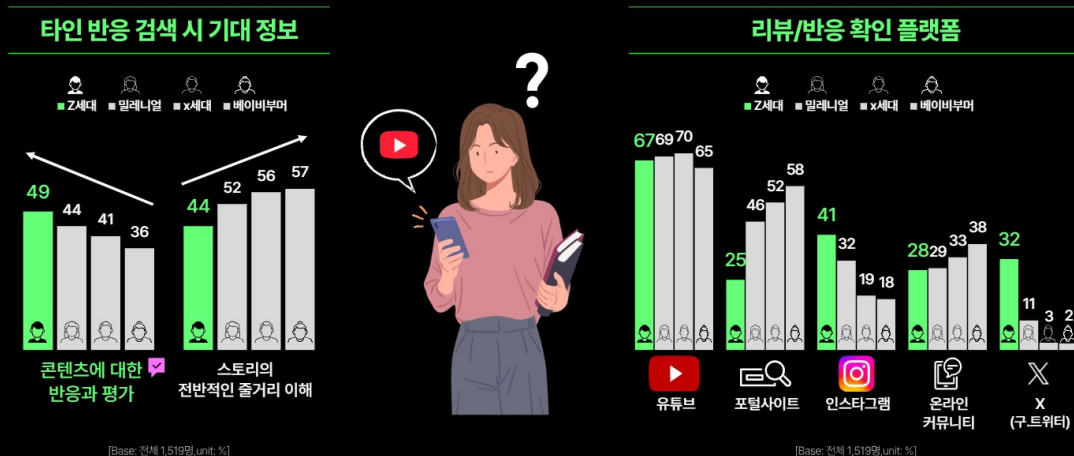 타인 반응 검색 시 기대 정보
Z세대 밀레니얼 x세대 베이비부머
49 44 41 36
44 52 56 57
콘텐츠에 대한
반응과 평가
스토리의
전반적인 줄거리 이해
[Base: 전체 1,519명,unit: %]
?
리뷰/반응 확인 플랫폼
Z세대 밀레니얼 x세대 베이비부머
67 69 70 65
25 46 52 58
41 32 19 18
28 29 33 38
32 11 3 2
유튜브
포털사이트
인스타그램
온라인
커뮤니티
X
(구.트위터)
[Base: 전체 1,519명,unit: %]